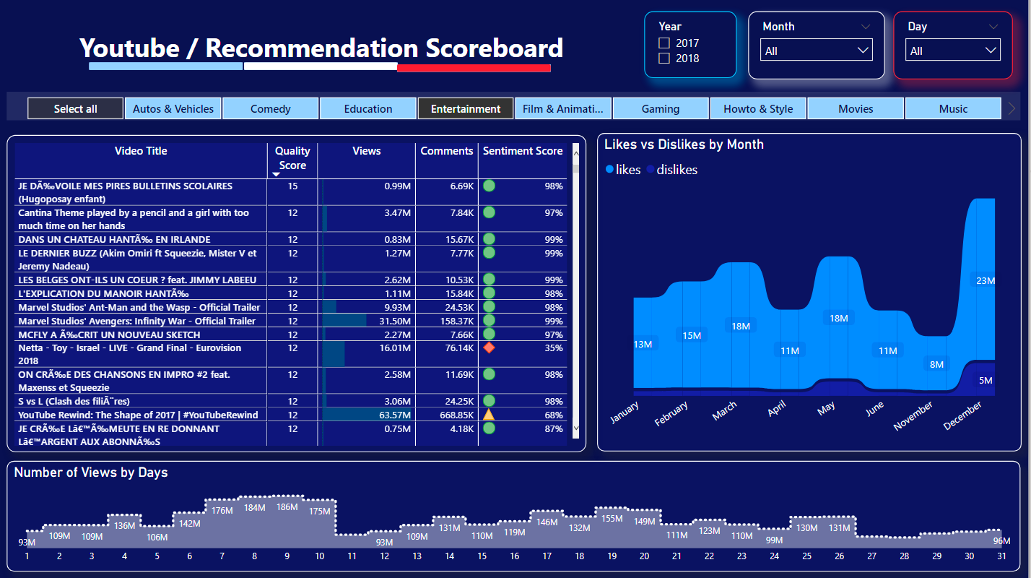 Youtube / Recommendation Scoreboard
Year
2017
2018
Month
All
Day
All
Select all
Autos & Vehicles
Comedy
Education
Entertainment
Film & Animati...
Gaming
Howto & Style
Movies
Music
Video Title Quality Score Views Comments Sentiment Score
JE DÃ‰VOILE MES PIRES BULLETINS SCOLAIRES 15 0.99M 6.69K 98%
(Hugoposay enfant)
Cantina Theme played by a pencil and a girl with too 12 3.47M 7.84K 97%
much time on her hands
DANS UN CHATEAU HANTÃ‰ EN IRLANDE 12 0.83M 15.67K 99%
LE DERNIER BUZZ (Akim Omiri ft Squeezie, Mister V et 12 1.27M 7.77K 99%
Jeremy Nadeau)
LES BELGES ONT-ILS UN COEUR ? feat. JIMMY LABEEU 12 2.62M 10.53K 99%
L'EXPLICATION DU MANOIR HANTÃ‰ 12 1.11M 15.84K 98%
Marvel Studios' Ant-Man and the Wasp - Official Trailer 12 9.93M 24.53K 98%
Marvel Studios' Avengers: Infinity War - Official Trailer 12 31.50M 158.37K 99%
MCFLY A Ã‰CRIT UN NOUVEAU SKETCH 12 2.27M 7.66K 97%
Netta - Toy - Israel - LIVE - Grand Final - Eurovision 12 16.01M 76.14K 35%
2018
ON CRÃ‰E DES CHANSONS EN IMPRO #2 feat. 12 2.58M 11.69K 98%
Maxenss et Squeezie
S vs L (Clash des filiÃ¨res) 12 3.06M 24.25K 98%
YouTube Rewind: The Shape of 2017 | #YouTubeRewind 12 63.57M 668.85K 68%
JE CRÃ‰E Lâ€™Ã‰MEUTE EN RE DONNANT 12 0.75M 4.18K 87%
Lâ€™ARGENT AUX ABONNÃ‰S
Likes vs Dislikes by Month
likes dislikes
13M
15M
18M
11M
18M
11M
8M
23M
5M
January
February
March
April
May
June
November
December
Number of Views by Days
93M 109M 109M 136M 106M 142M 176M 184M 186M 175M 93M 109M 131M 110M 119M 146M 132M 155M 149M 111M 123M 110M 99M 130M 131M 96M
1 2 3 4 5 6 7 8 9 10 11 12 13 14 15 16 17 18 19 20 21 22 23 24 25 26 27 28 29 30 31